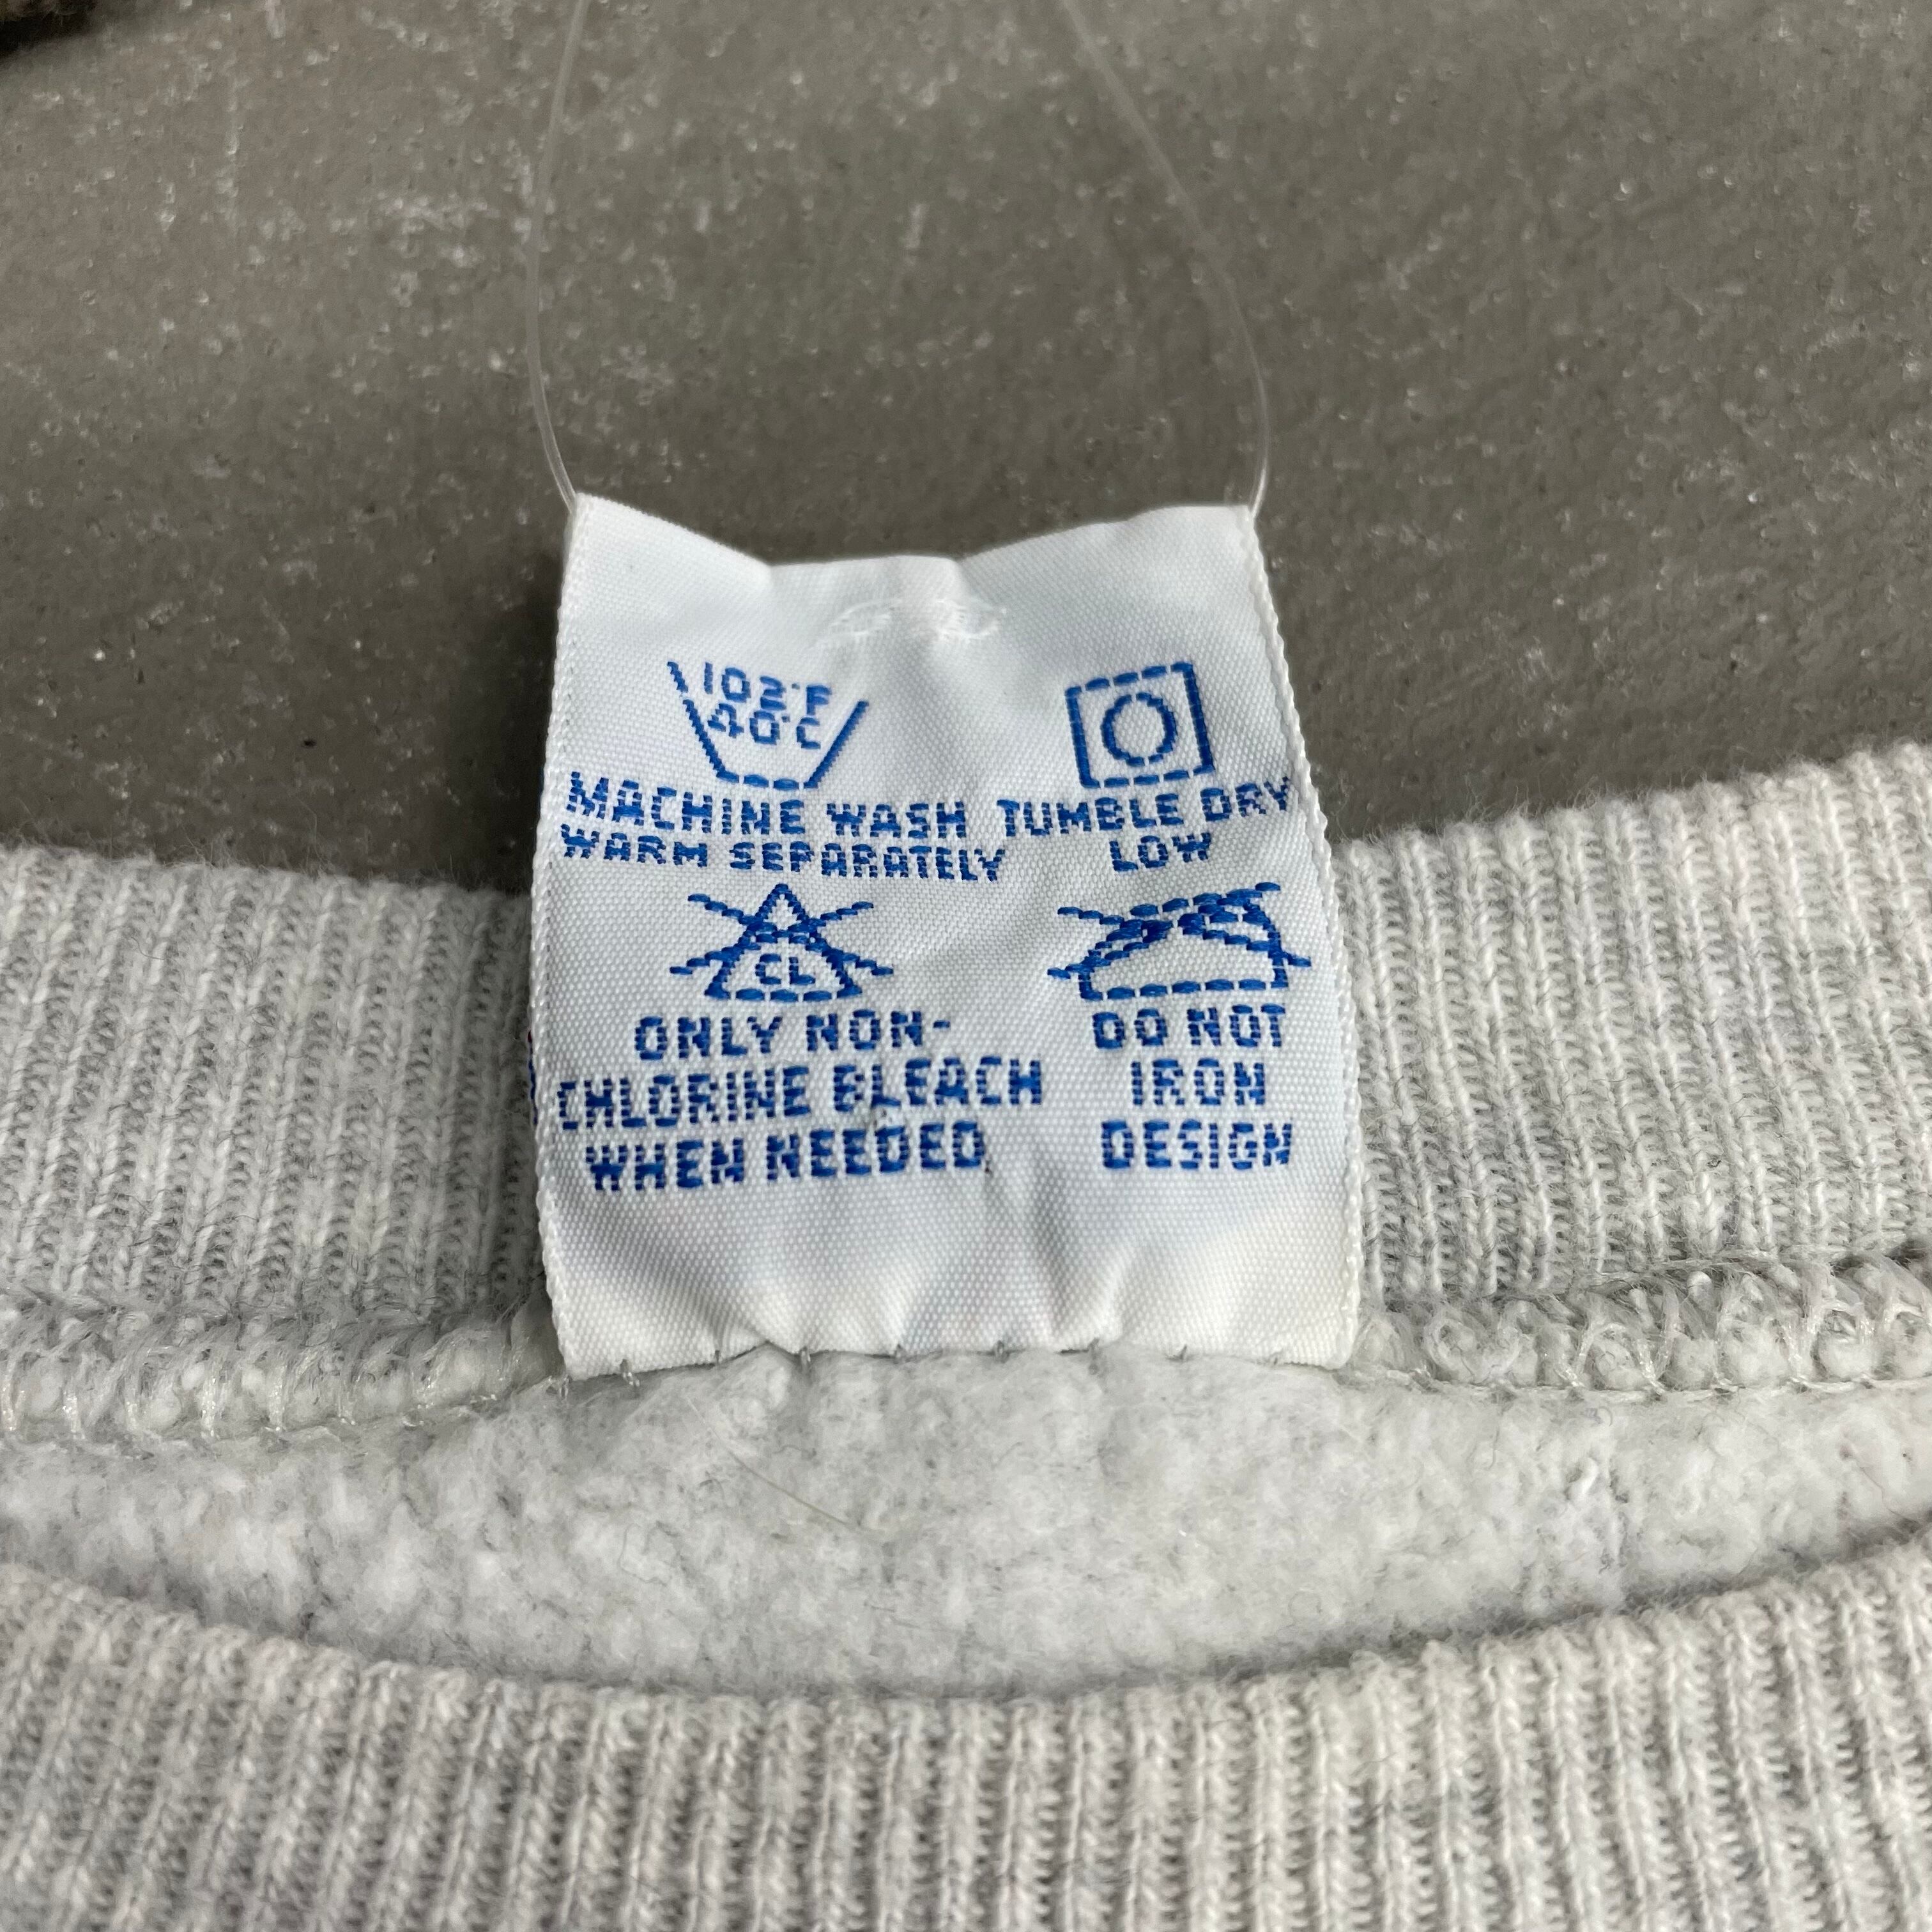 102°F
40°C
MACHINE WASH
WARM SEPARATELY
TUMBLE DRY
LOW
CL
ONLY NON-
CHLORINE BLEACH
WHEN NEEDED
DO NOT
IRON
DESIGN